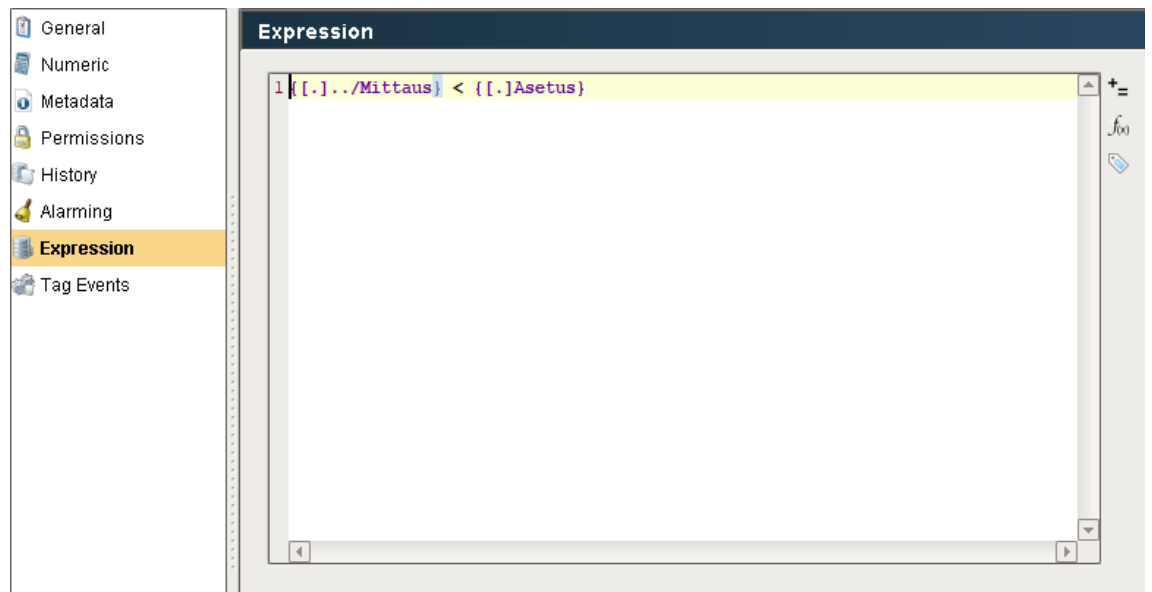 General
Numeric
Metadata
Permissions
History
Alarming
Expression
Tag Events
Expression
1 {[.]../Mittaus} < {[.]Asetus}
+=
f(x)